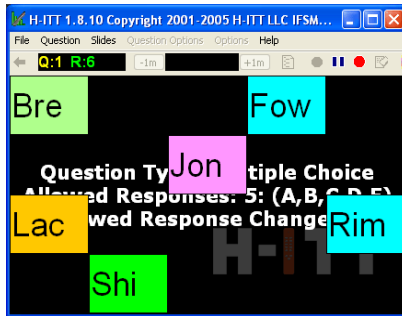 H-ITT 1.8.10 Copyright 2001-2005 H-ITT LLC IFSM...
File Question Slides Question Options Options Help
Q:1 R:6 -1m +1m
Bre Fow
Jon
Question Ty tiple Choice
Allowed Responses: 5: (A,B,C,D,E)
Lac wed Response Change Rim
H-ITT
Shi